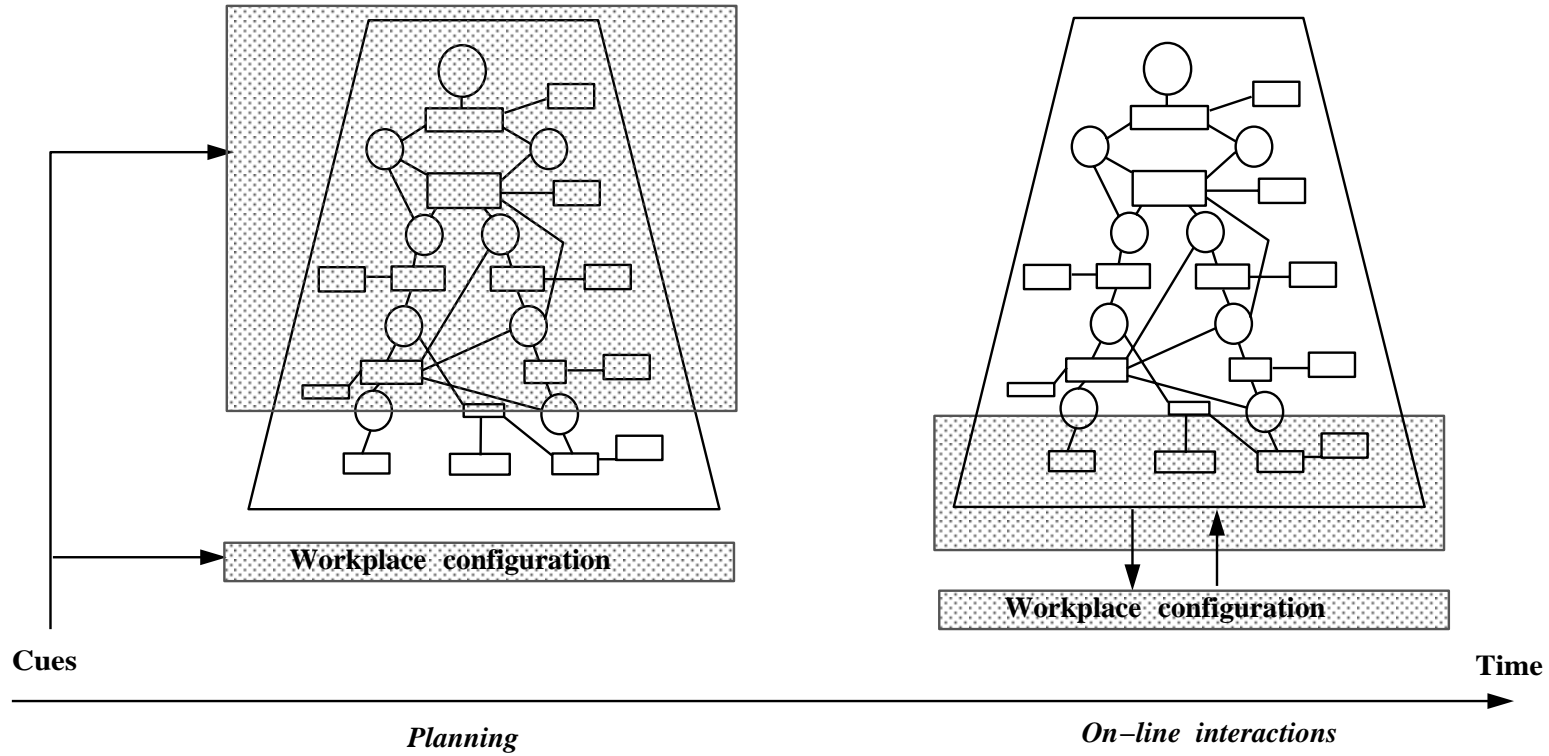 Workplace configuration
Workplace configuration
Cues
Time
Planning
On–line interactions